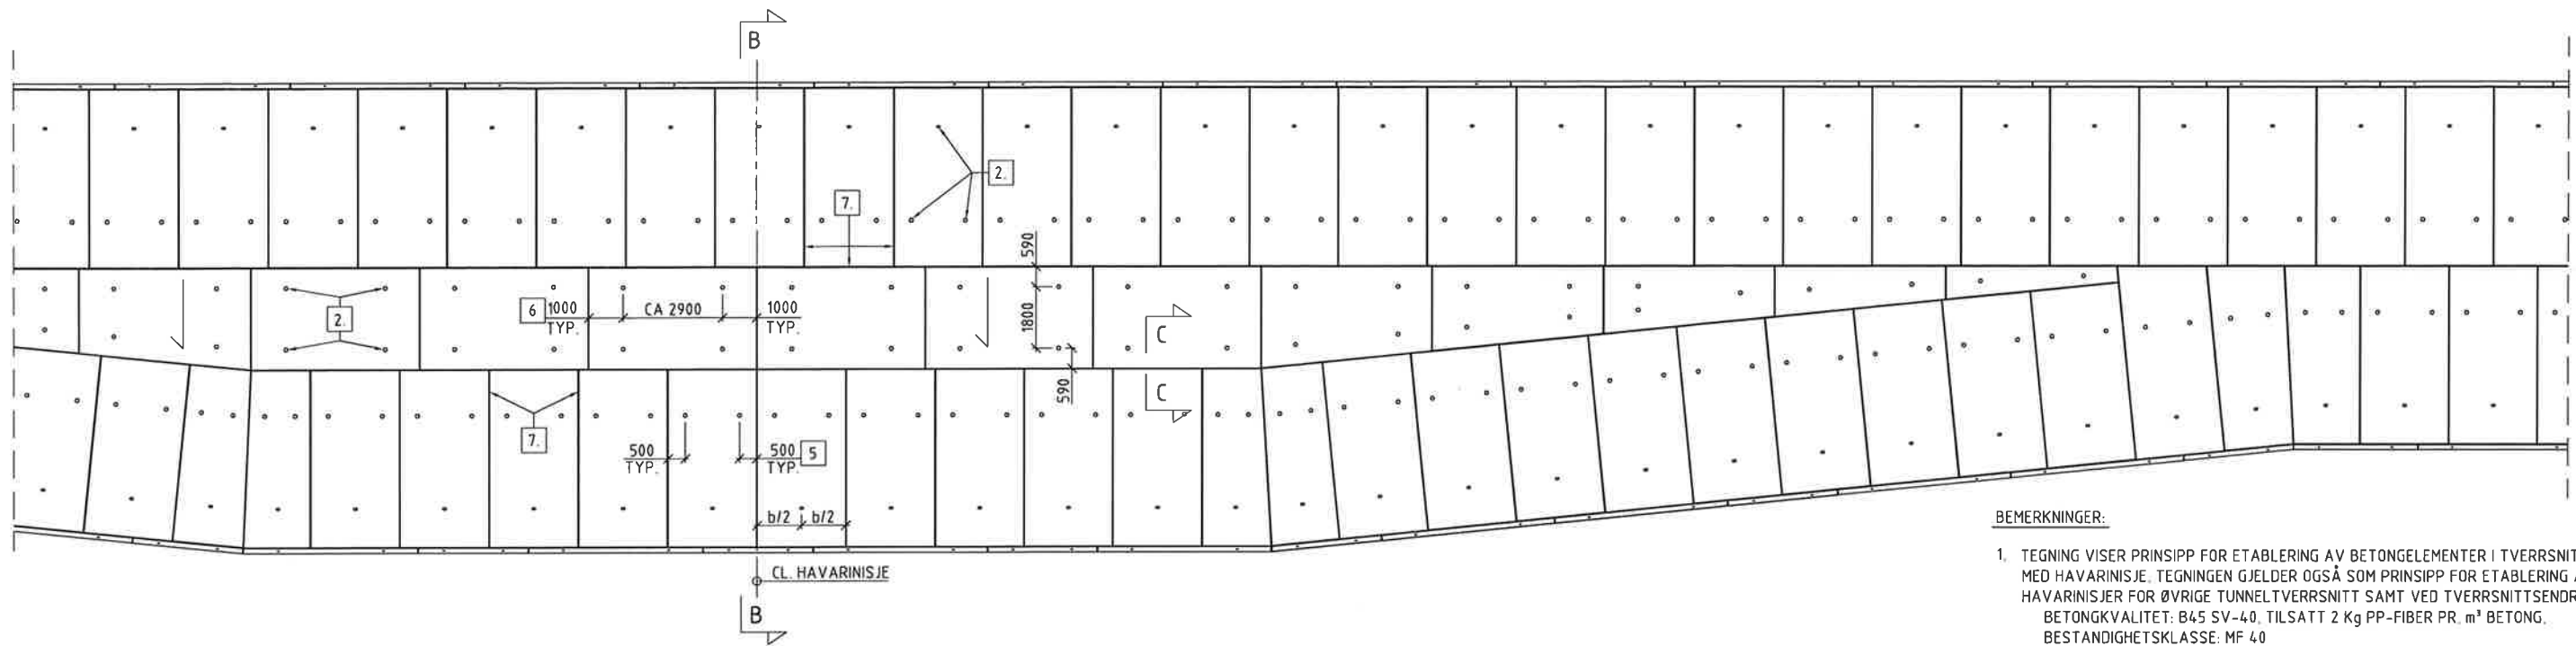 B
2.
7.
590
6 1000 TYP.
CA 2900
1000 TYP.
1800
2.
C
590
C
7.
500 TYP.
500 TYP. 5
b/2 b/2
CL. HAVARINISJE
B
BEMERKNINGER:
1. TEGNING VISER PRINSIPP FOR ETABLERING AV BETONGELEMENTER I
MED HAVARINISJE. TEGNINGEN GJELDER OGSÅ SOM PRINSIPP FOR ETABLERING
HAVARINISJER FOR ØVRIGE TUNNELTVERRSNITT SAMT VED
BETONGKVALITET: B45 SV-40, TILSATT 2 Kg PP-FIBER PR. m³ BETONG.
BESTANDIGHETSKLASSE: MF 40